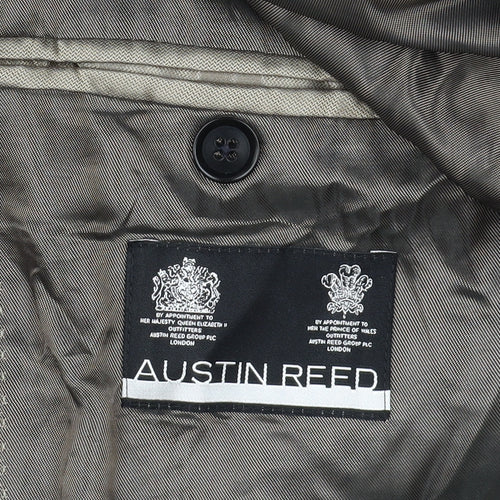 BY APPOINTMENT TO
HER MAJESTY QUEEN ELIZABETH II
OUTFITTERS
AUSTIN REED GROUP PLC
LONDON
BY APPOINTMENT TO
HRH THE PRINCE OF WALES
OUTFITTERS
AUSTIN REED GROUP PLC
LONDON
AUSTIN REED